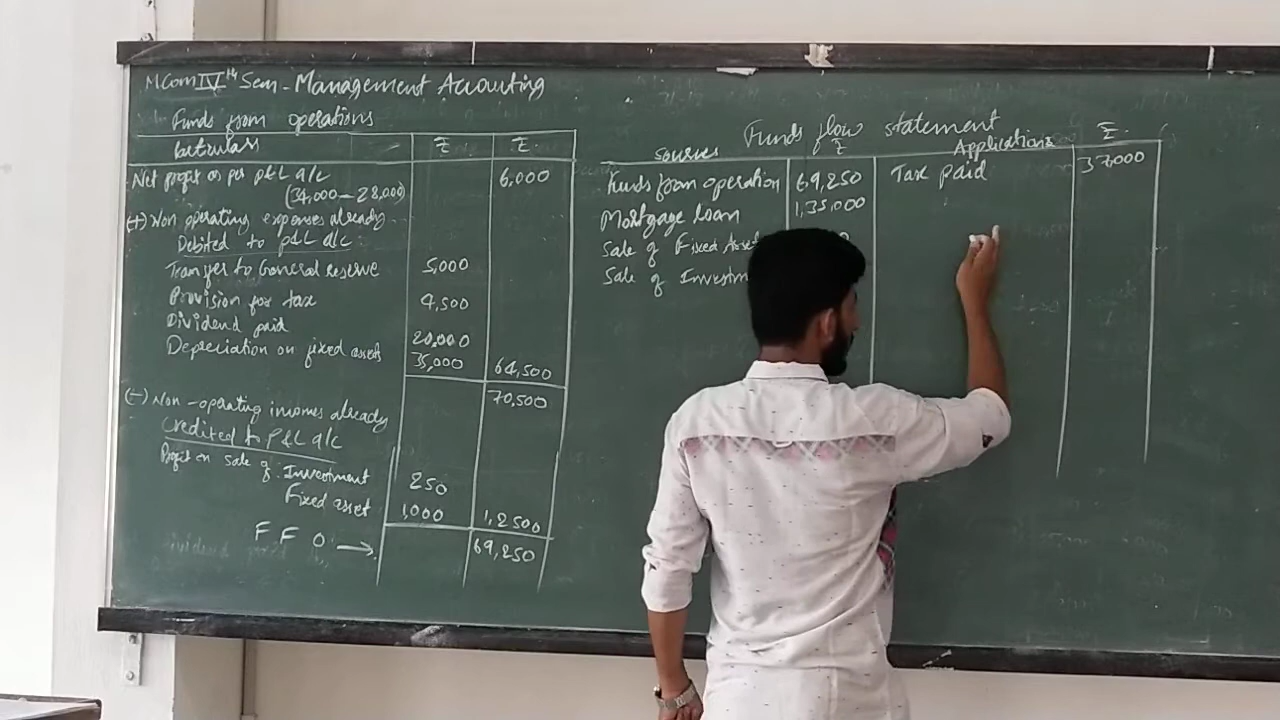 MCom IVth Sem - Management Accounting
Funds from operations
₹ ₹
Net profit as per P&L a/c 6,000
(34,000 - 28,000)
(+) Non operating expenses already
Debited to P&L a/c
Transfer to General reserve 5,000
Provision for tax 4,500
Dividend paid 20,000
Depreciation on fixed assets 35,000 64,500
70,500
(-) Non-operating incomes already
Credited to P&L a/c
Profit on Sale of Investment 250
Fixed asset 1,000 1,2500
F F O → 69,250
Funds flow statement
Sources ₹ Applications ₹
Funds from operation 69,250 Tax paid 37,000
Mortgage loan 1,35,000
Sale of Fixed Asset
Sale of Investm